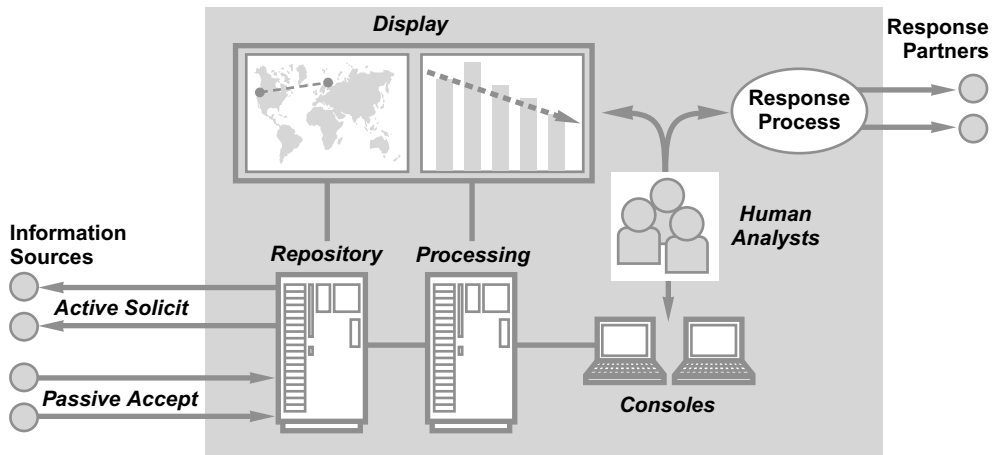 Display
Response
Partners
Response
Process
Human
Analysts
Information
Sources
Repository
Processing
Active Solicit
Passive Accept
Consoles